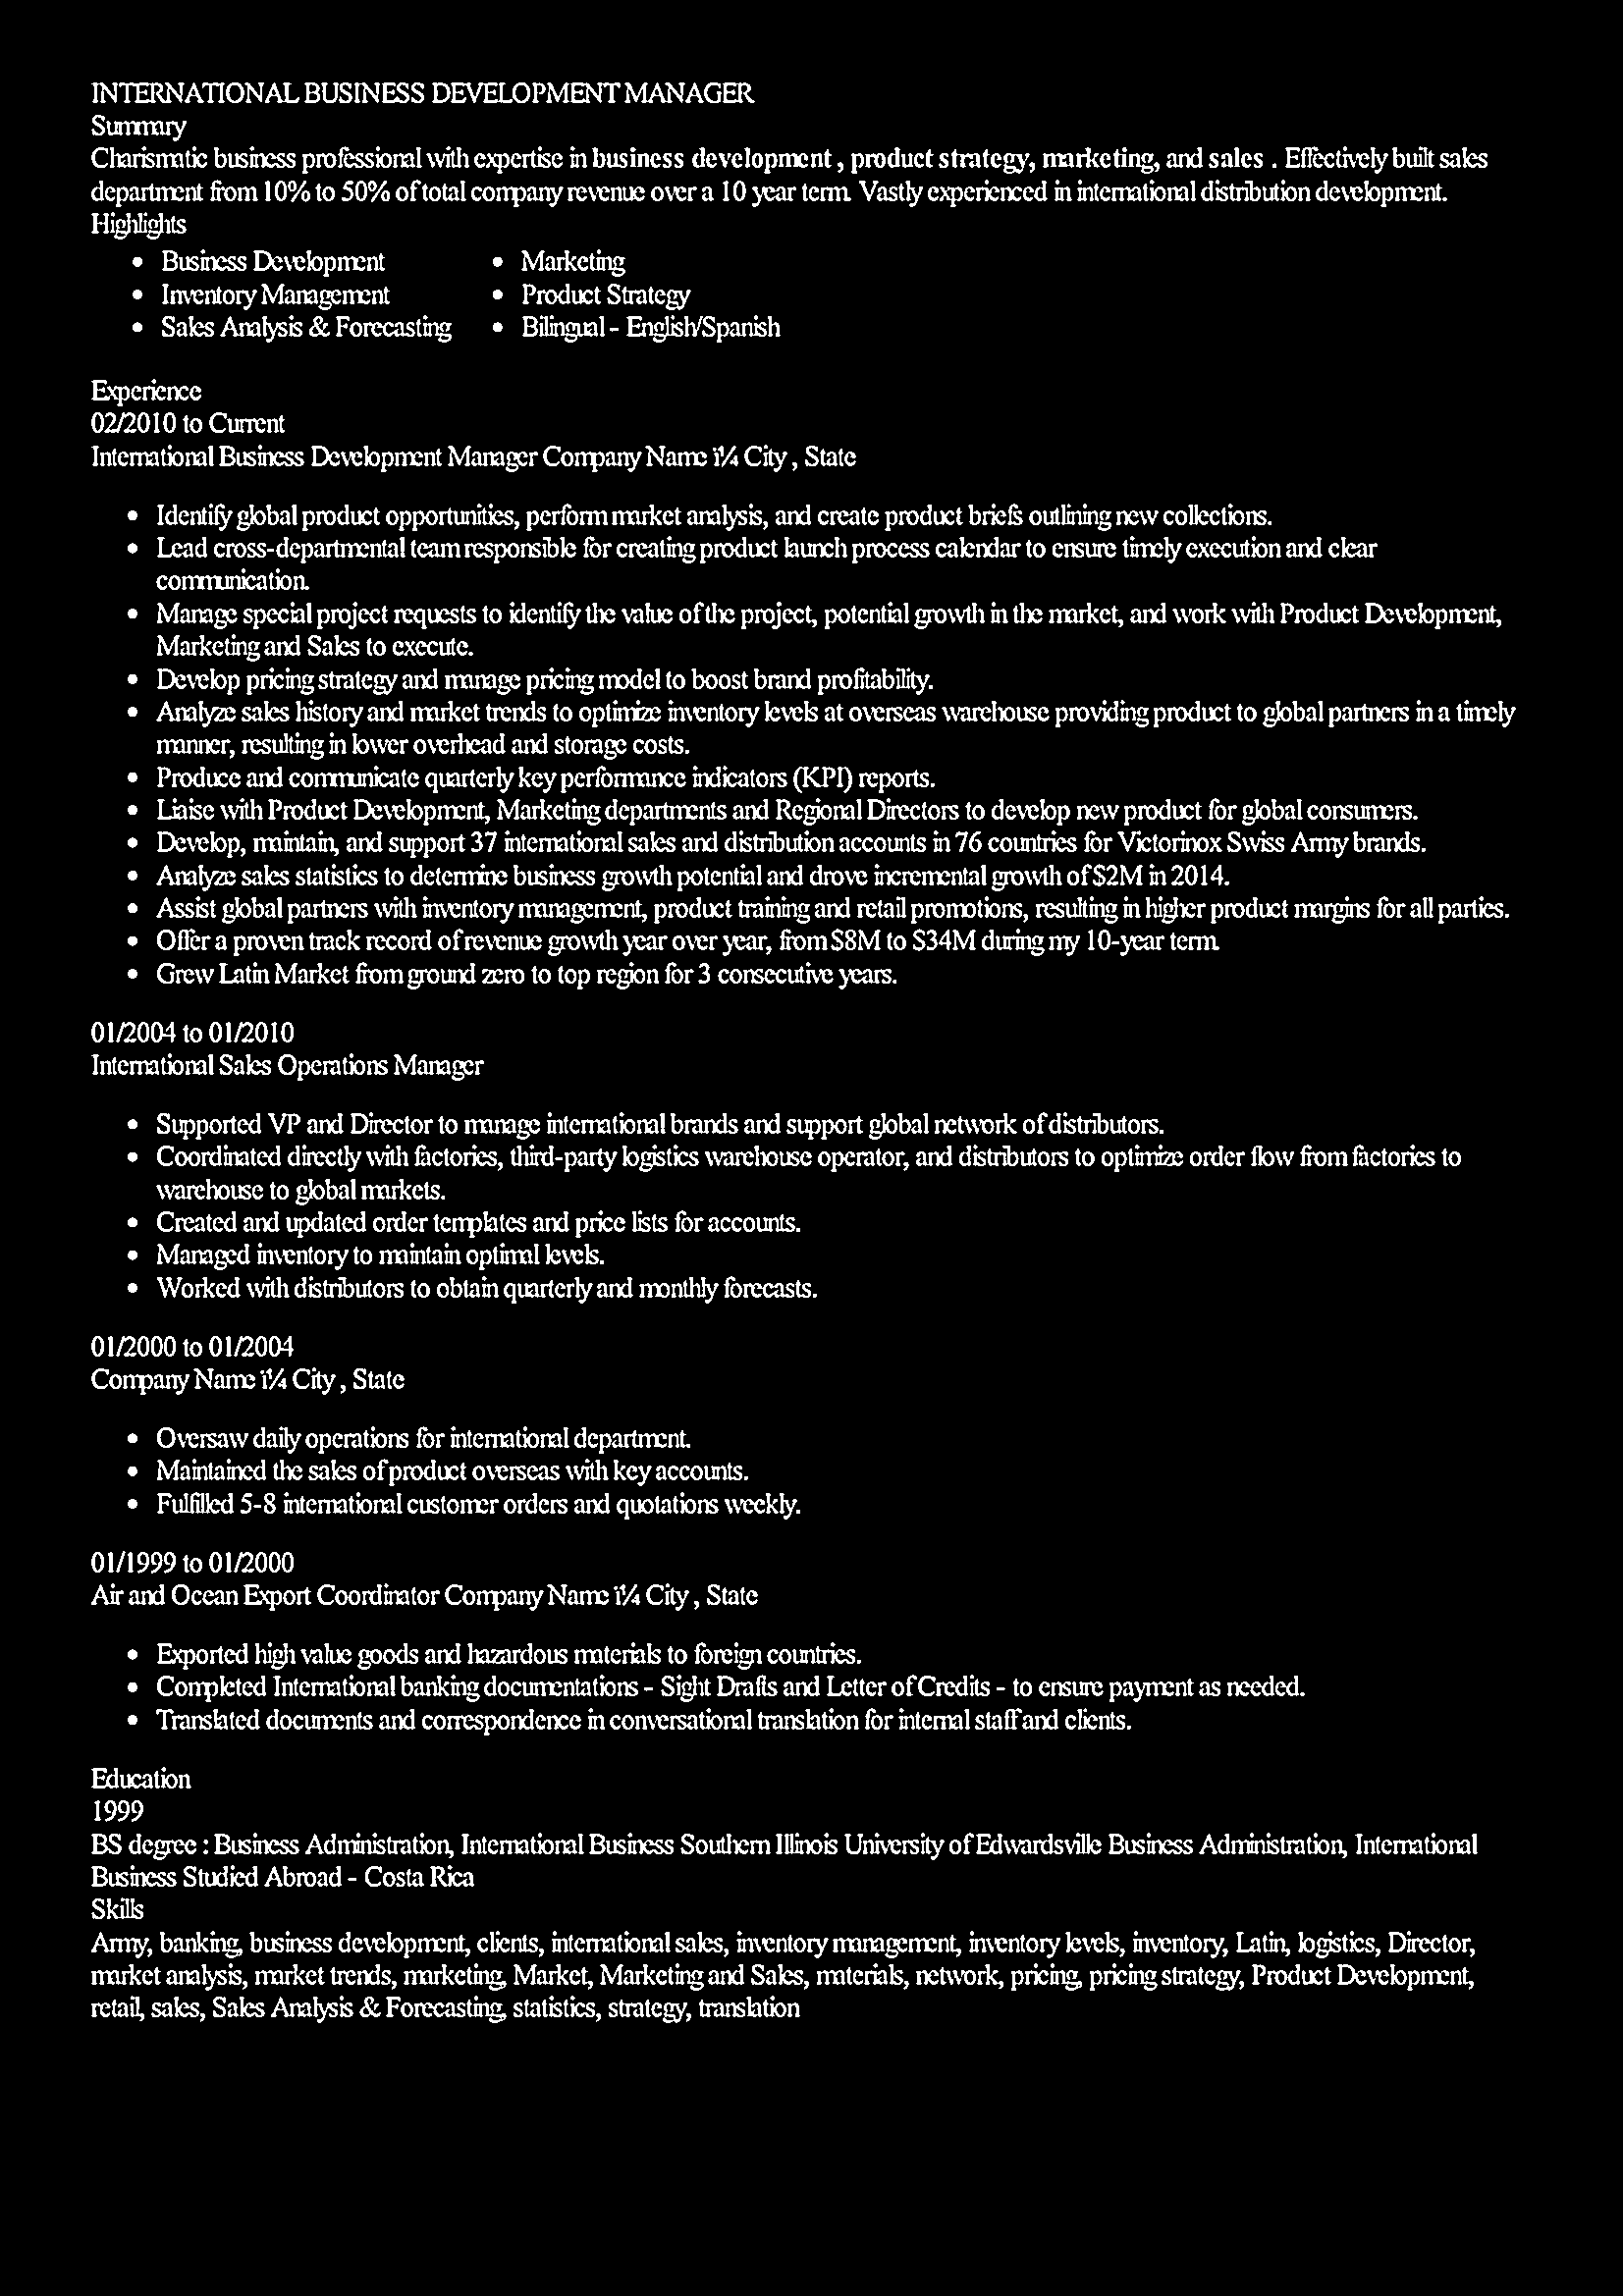 INTERNATIONAL BUSINESS DEVELOPMENT MANAGER
Summary
Charismatic business professional with expertise in business development , product strategy, marketing, and sales . Effectively built sales
department from 10% to 50% of total company revenue over a 10 year term. Vastly experienced in international distribution development.
Highlights
• Business Development
• Inventory Management
• Sales Analysis & Forecasting
• Marketing
• Product Strategy
• Bilingual - English/Spanish
Experience
02/2010 to Current
International Business Development Manager Company Name ï¼ City , State
• Identify global product opportunities, perform market analysis, and create product briefs outlining new collections.
• Lead cross-departmental team responsible for creating product launch process calendar to ensure timely execution and clear
communication.
• Manage special project requests to identify the value of the project, potential growth in the market, and work with Product Development,
Marketing and Sales to execute.
• Develop pricing strategy and manage pricing model to boost brand profitability.
• Analyze sales history and market trends to optimize inventory levels at overseas warehouse providing product to global partners in a timely
manner, resulting in lower overhead and storage costs.
• Produce and communicate quarterly key performance indicators (KPI) reports.
• Liaise with Product Development, Marketing departments and Regional Directors to develop new product for global consumers.
• Develop, maintain, and support 37 international sales and distribution accounts in 76 countries for Victorinox Swiss Army brands.
• Analyze sales statistics to determine business growth potential and drove incremental growth of $2M in 2014.
• Assist global partners with inventory management, product training and retail promotions, resulting in higher product margins for all parties.
• Offer a proven track record of revenue growth year over year, from $8M to $34M during my 10-year term.
• Grew Latin Market from ground zero to top region for 3 consecutive years.
01/2004 to 01/2010
International Sales Operations Manager
• Supported VP and Director to manage international brands and support global network of distributors.
• Coordinated directly with factories, third-party logistics warehouse operator, and distributors to optimize order flow from factories to
warehouse to global markets.
• Created and updated order templates and price lists for accounts.
• Managed inventory to maintain optimal levels.
• Worked with distributors to obtain quarterly and monthly forecasts.
01/2000 to 01/2004
Company Name ï¼ City , State
• Oversaw daily operations for international department.
• Maintained the sales of product overseas with key accounts.
• Fulfilled 5-8 international customer orders and quotations weekly.
01/1999 to 01/2000
Air and Ocean Export Coordinator Company Name ï¼ City , State
• Exported high value goods and hazardous materials to foreign countries.
• Completed International banking documentations - Sight Drafts and Letter of Credits - to ensure payment as needed.
• Translated documents and correspondence in conversational translation for internal staff and clients.
Education
1999
BS degree : Business Administration, International Business Southern Illinois University of Edwardsville Business Administration, International
Business Studied Abroad - Costa Rica
Skills
Army, banking, business development, clients, international sales, inventory management, inventory levels, inventory, Latin, logistics, Director,
market analysis, market trends, marketing, Market, Marketing and Sales, materials, network, pricing, pricing strategy, Product Development,
retail, sales, Sales Analysis & Forecasting, statistics, strategy, translation